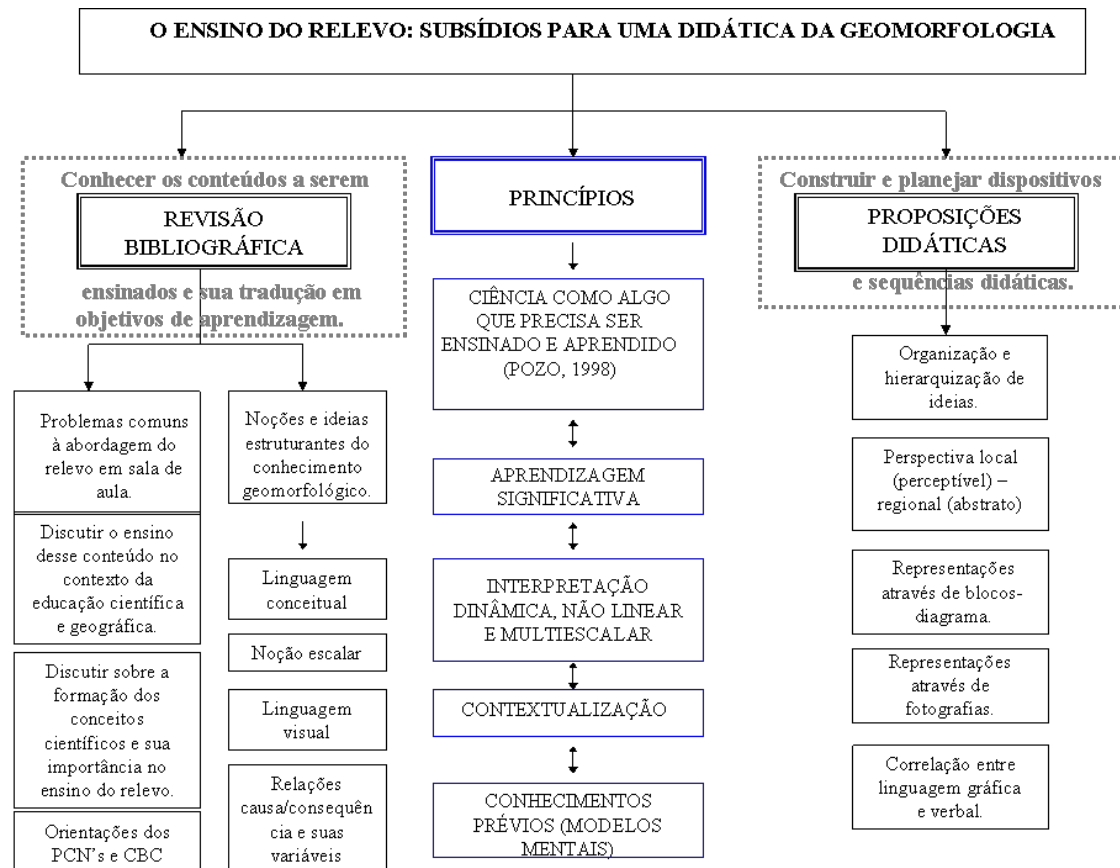 O ENSINO DO RELEVO: SUBSÍDIOS PARA UMA DIDÁTICA DA GEOMORFOLOGIA
Conhecer os conteúdos a serem
REVISÃO
BIBLIOGRÁFICA
ensinados e sua tradução em
objetivos de aprendizagem.
Problemas comuns
à abordagem do
relevo em sala de
aula.
Discutir o ensino
desse conteúdo no
contexto da
educação científica
e geográfica.
Discutir sobre a
formação dos
conceitos
científicos e sua
importância no
ensino do relevo.
Orientações dos
PCN's e CBC
Noções e ideias
estruturantes do
conhecimento
geomorfológico.
Linguagem
conceitual
Noção escalar
Linguagem
visual
Relações
causa/consequên
cia e suas
variáveis
PRINCÍPIOS
CIÊNCIA COMO ALGO
QUE PRECISA SER
ENSINADO E APRENDIDO
(POZO, 1998)
APRENDIZAGEM
SIGNIFICATIVA
INTERPRETAÇÃO
DINÂMICA, NÃO LINEAR
E MULTIESCALAR
CONTEXTUALIZAÇÃO
CONHECIMENTOS
PRÉVIOS (MODELOS
MENTAIS)
Construir e planejar dispositivos
PROPOSIÇÕES
DIDÁTICAS
e sequências didáticas.
Organização e
hierarquização de
ideias.
Perspectiva local
(perceptível) –
regional (abstrato)
Representações
através de blocos-
diagrama.
Representações
através de
fotografias.
Correlação entre
linguagem gráfica
e verbal.